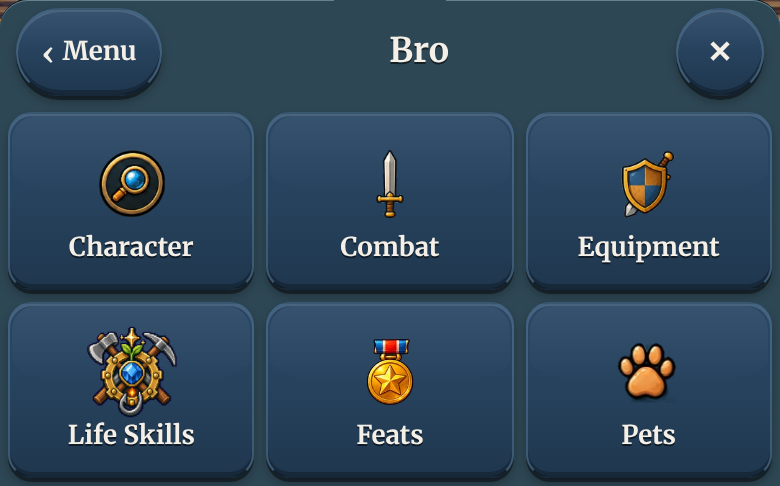 ‹ Menu
Bro
×
Character
Combat
Equipment
Life Skills
Feats
Pets